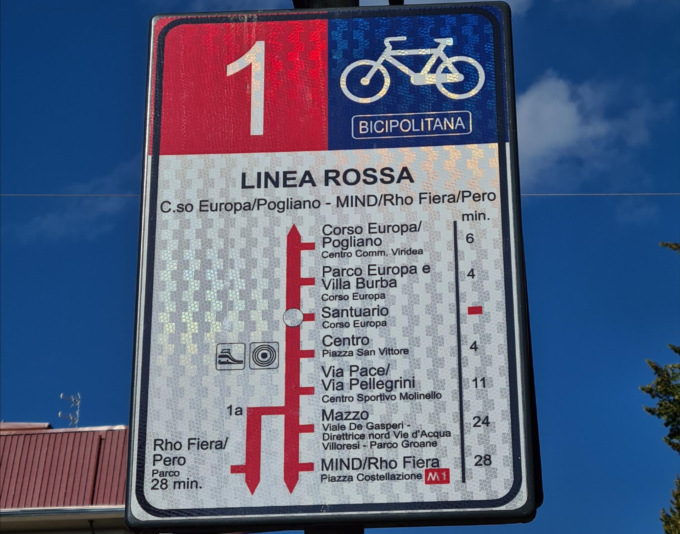 1
BICIPOLITANA
LINEA ROSSA
C.so Europa/Pogliano - MIND/Rho Fiera/Pero
min.
Corso Europa/
Pogliano
Centro Comm. Viridea
6
Parco Europa e
Villa Burba
Corso Europa
4
Santuario
Corso Europa
Centro
Piazza San Vittore
4
Via Pace/
Via Pellegrini
Centro Sportivo Molinello
11
1a
Mazzo
Viale De Gasperi -
Direttrice nord Vie d'Acqua
Villoresi - Parco Groane
24
Rho Fiera/
Pero
Parco
28 min.
MIND/Rho Fiera
Piazza Costellazione M1
28